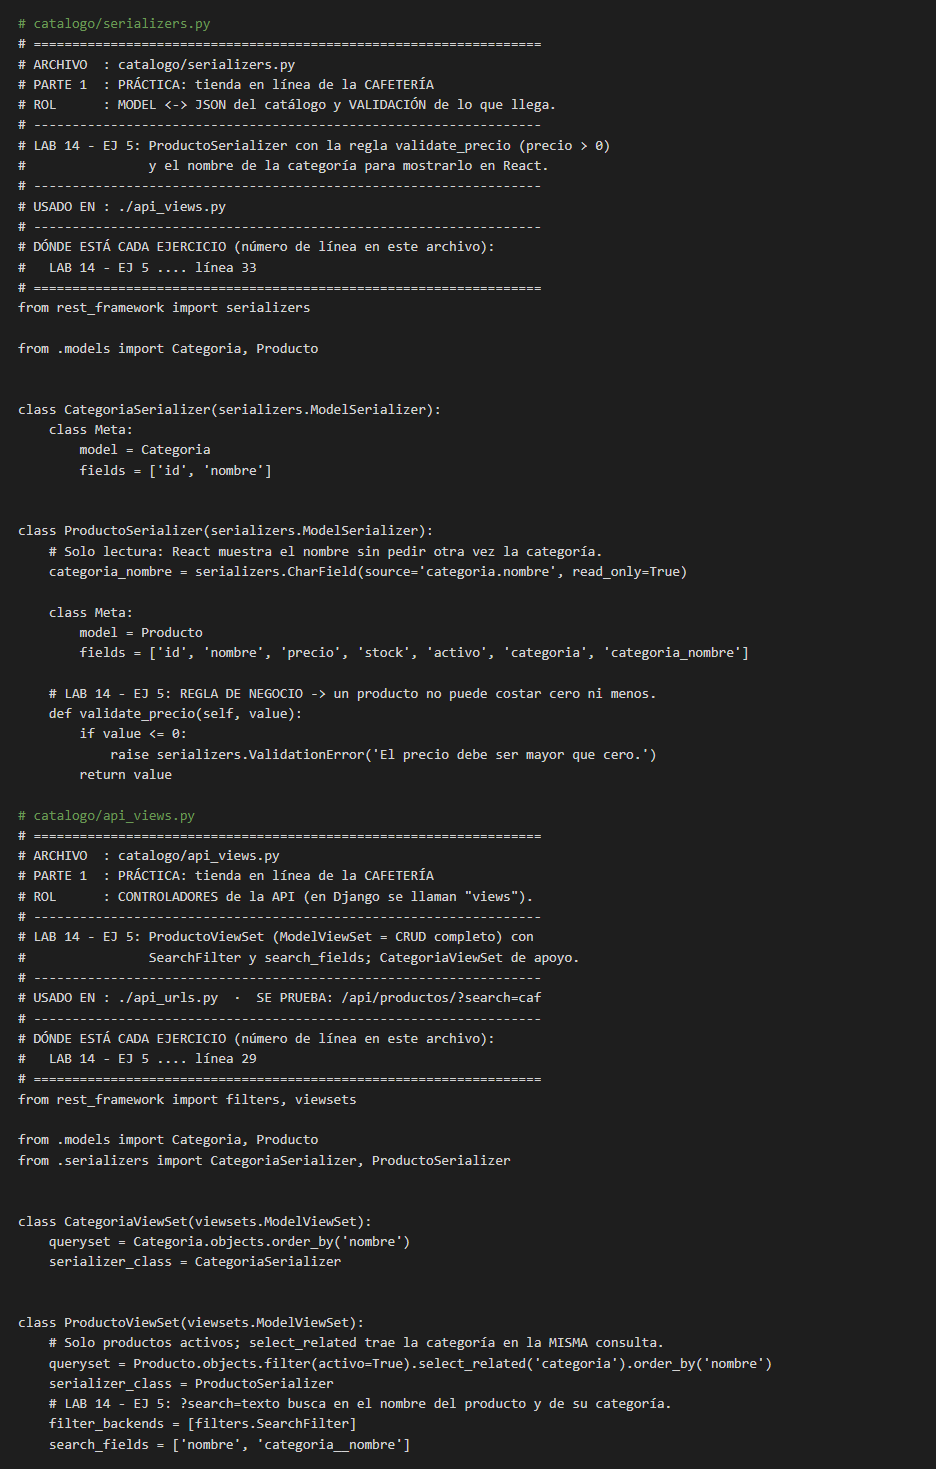 # catalogo/serializers.py
# ==================================================================
# ARCHIVO  : catalogo/serializers.py
# PARTE 1  : PRÁCTICA: tienda en línea de la CAFETERÍA
# ROL      : MODEL <-> JSON del catálogo y VALIDACIÓN de lo que llega.
# ------------------------------------------------------------------
# LAB 14 - EJ 5: ProductoSerializer con la regla validate_precio (precio > 0)
#                y el nombre de la categoría para mostrarlo en React.
# ------------------------------------------------------------------
# USADO EN : ./api_views.py
# ------------------------------------------------------------------
# DÓNDE ESTÁ CADA EJERCICIO (número de línea en este archivo):
#   LAB 14 - EJ 5 .... línea 33
# ==================================================================
from rest_framework import serializers

from .models import Categoria, Producto


class CategoriaSerializer(serializers.ModelSerializer):
    class Meta:
        model = Categoria
        fields = ['id', 'nombre']


class ProductoSerializer(serializers.ModelSerializer):
    # Solo lectura: React muestra el nombre sin pedir otra vez la categoría.
    categoria_nombre = serializers.CharField(source='categoria.nombre', read_only=True)

    class Meta:
        model = Producto
        fields = ['id', 'nombre', 'precio', 'stock', 'activo', 'categoria', 'categoria_nombre']

    # LAB 14 - EJ 5: REGLA DE NEGOCIO -> un producto no puede costar cero ni menos.
    def validate_precio(self, value):
        if value <= 0:
            raise serializers.ValidationError('El precio debe ser mayor que cero.')
        return value

# catalogo/api_views.py
# ==================================================================
# ARCHIVO  : catalogo/api_views.py
# PARTE 1  : PRÁCTICA: tienda en línea de la CAFETERÍA
# ROL      : CONTROLADORES de la API (en Django se llaman "views").
# ------------------------------------------------------------------
# LAB 14 - EJ 5: ProductoViewSet (ModelViewSet = CRUD completo) con
#                SearchFilter y search_fields; CategoriaViewSet de apoyo.
# ------------------------------------------------------------------
# USADO EN : ./api_urls.py  ·  SE PRUEBA: /api/productos/?search=caf
# ------------------------------------------------------------------
# DÓNDE ESTÁ CADA EJERCICIO (número de línea en este archivo):
#   LAB 14 - EJ 5 .... línea 29
# ==================================================================
from rest_framework import filters, viewsets

from .models import Categoria, Producto
from .serializers import CategoriaSerializer, ProductoSerializer


class CategoriaViewSet(viewsets.ModelViewSet):
    queryset = Categoria.objects.order_by('nombre')
    serializer_class = CategoriaSerializer


class ProductoViewSet(viewsets.ModelViewSet):
    # Solo productos activos; select_related trae la categoría en la MISMA consulta.
    queryset = Producto.objects.filter(activo=True).select_related('categoria').order_by('nombre')
    serializer_class = ProductoSerializer
    # LAB 14 - EJ 5: ?search=texto busca en el nombre del producto y de su categoría.
    filter_backends = [filters.SearchFilter]
    search_fields = ['nombre', 'categoria__nombre']